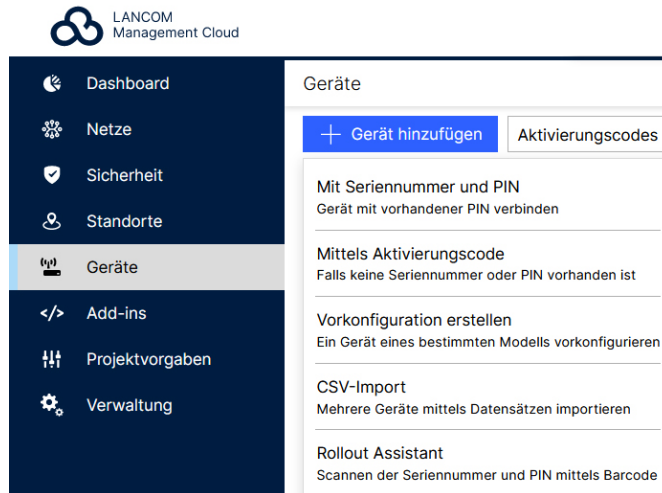 LANCOM
Management Cloud
Dashboard
Netze
Sicherheit
Standorte
Geräte
Add-ins
Projektvorgaben
Verwaltung
Geräte
Gerät hinzufügen
Aktivierungscodes
Mit Seriennummer und PIN
Gerät mit vorhandener PIN verbinden
Mittels Aktivierungscode
Falls keine Seriennummer oder PIN vorhanden ist
Vorkonfiguration erstellen
Ein Gerät eines bestimmten Modells vorkonfigurieren
CSV-Import
Mehrere Geräte mittels Datensätzen importieren
Rollout Assistant
Scannen der Seriennummer und PIN mittels Barcode